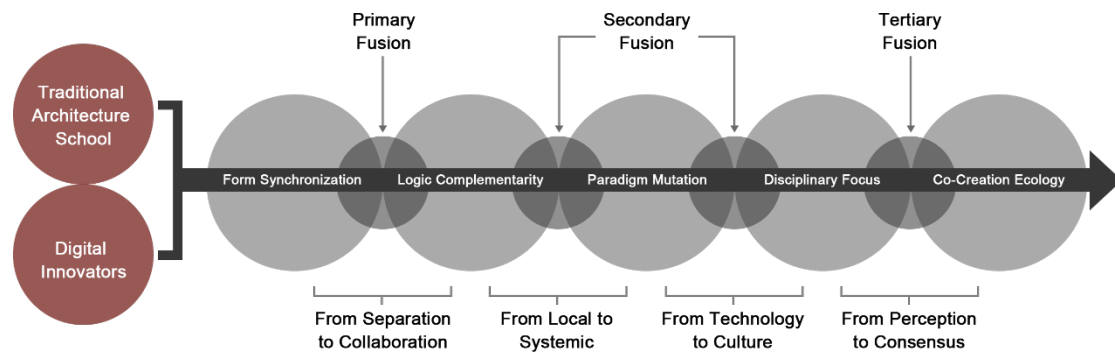 Primary
Fusion
Secondary
Fusion
Tertiary
Fusion
Traditional
Architecture
School
Digital
Innovators
Form Synchronization
Logic Complementarity
Paradigm Mutation
Disciplinary Focus
Co-Creation Ecology
From Separation
to Collaboration
From Local to
Systemic
From Technology
to Culture
From Perception
to Consensus